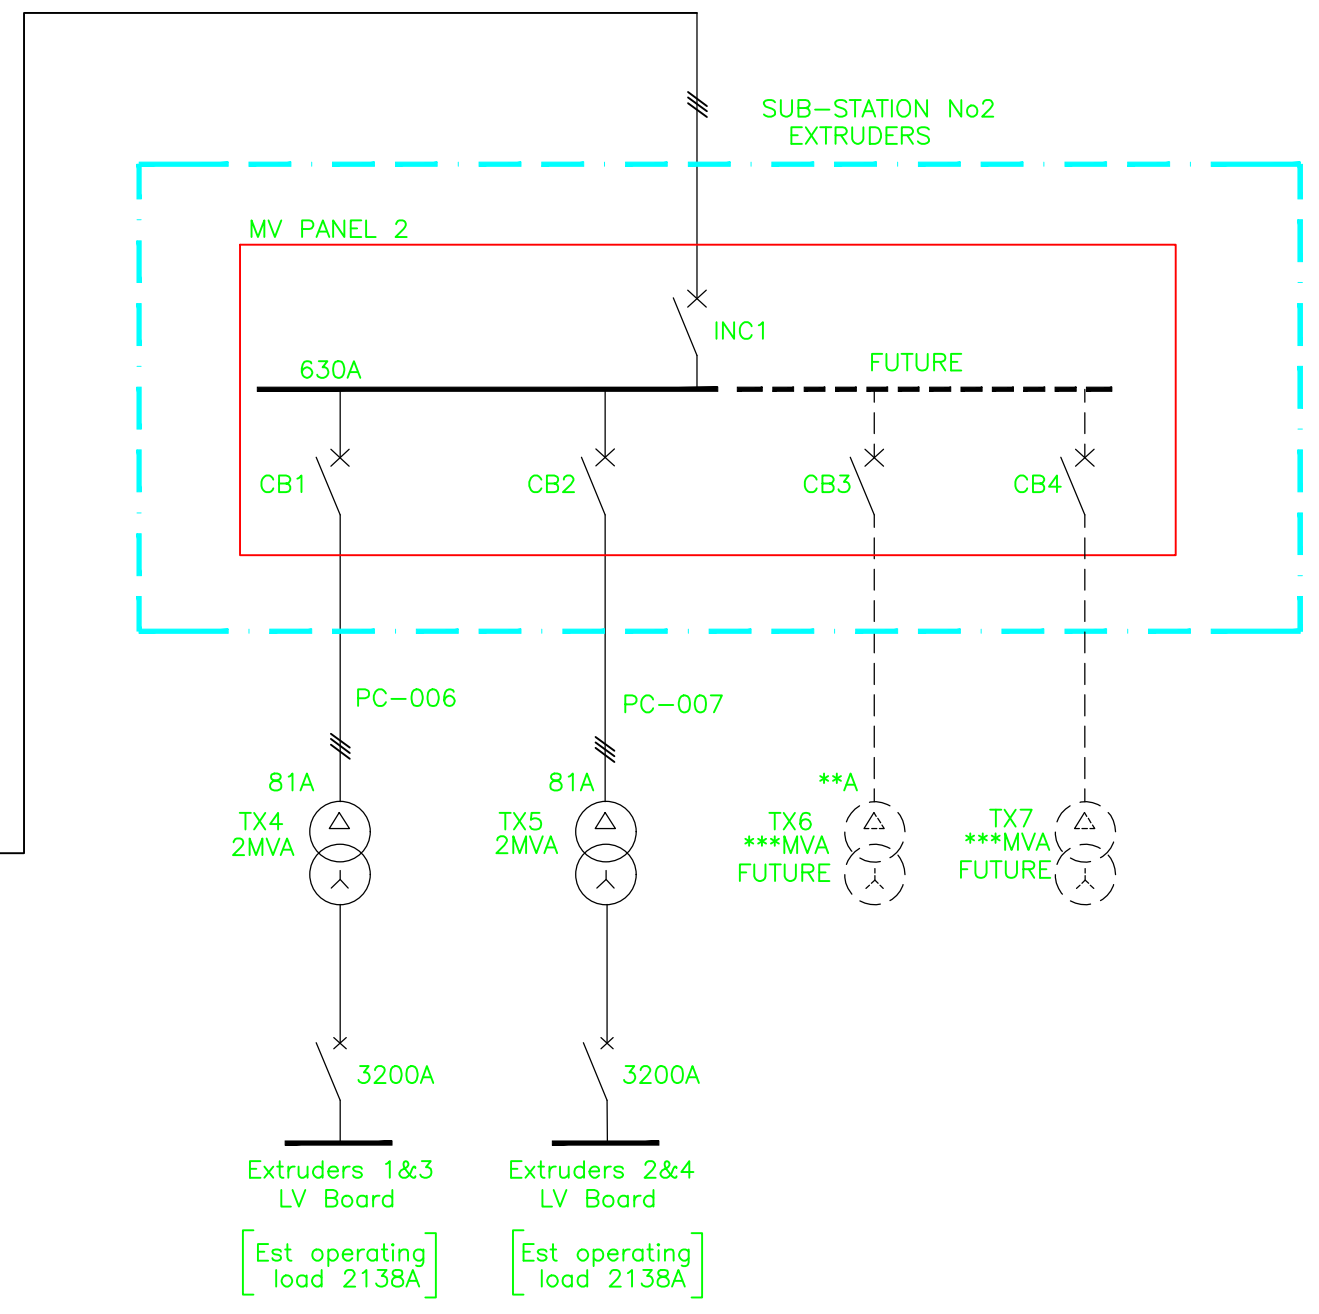 SUB-STATION No2
EXTRUDERS
MV PANEL 2
INC1
630A
FUTURE
CB1
CB2
CB3
CB4
PC-006
PC-007
81A
81A
**A
TX4
2MVA
TX5
2MVA
TX6
***MVA
FUTURE
TX7
***MVA
FUTURE
3200A
3200A
Extruders 1&3
LV Board
Extruders 2&4
LV Board
[Est operating
load 2138A]
[Est operating
load 2138A]